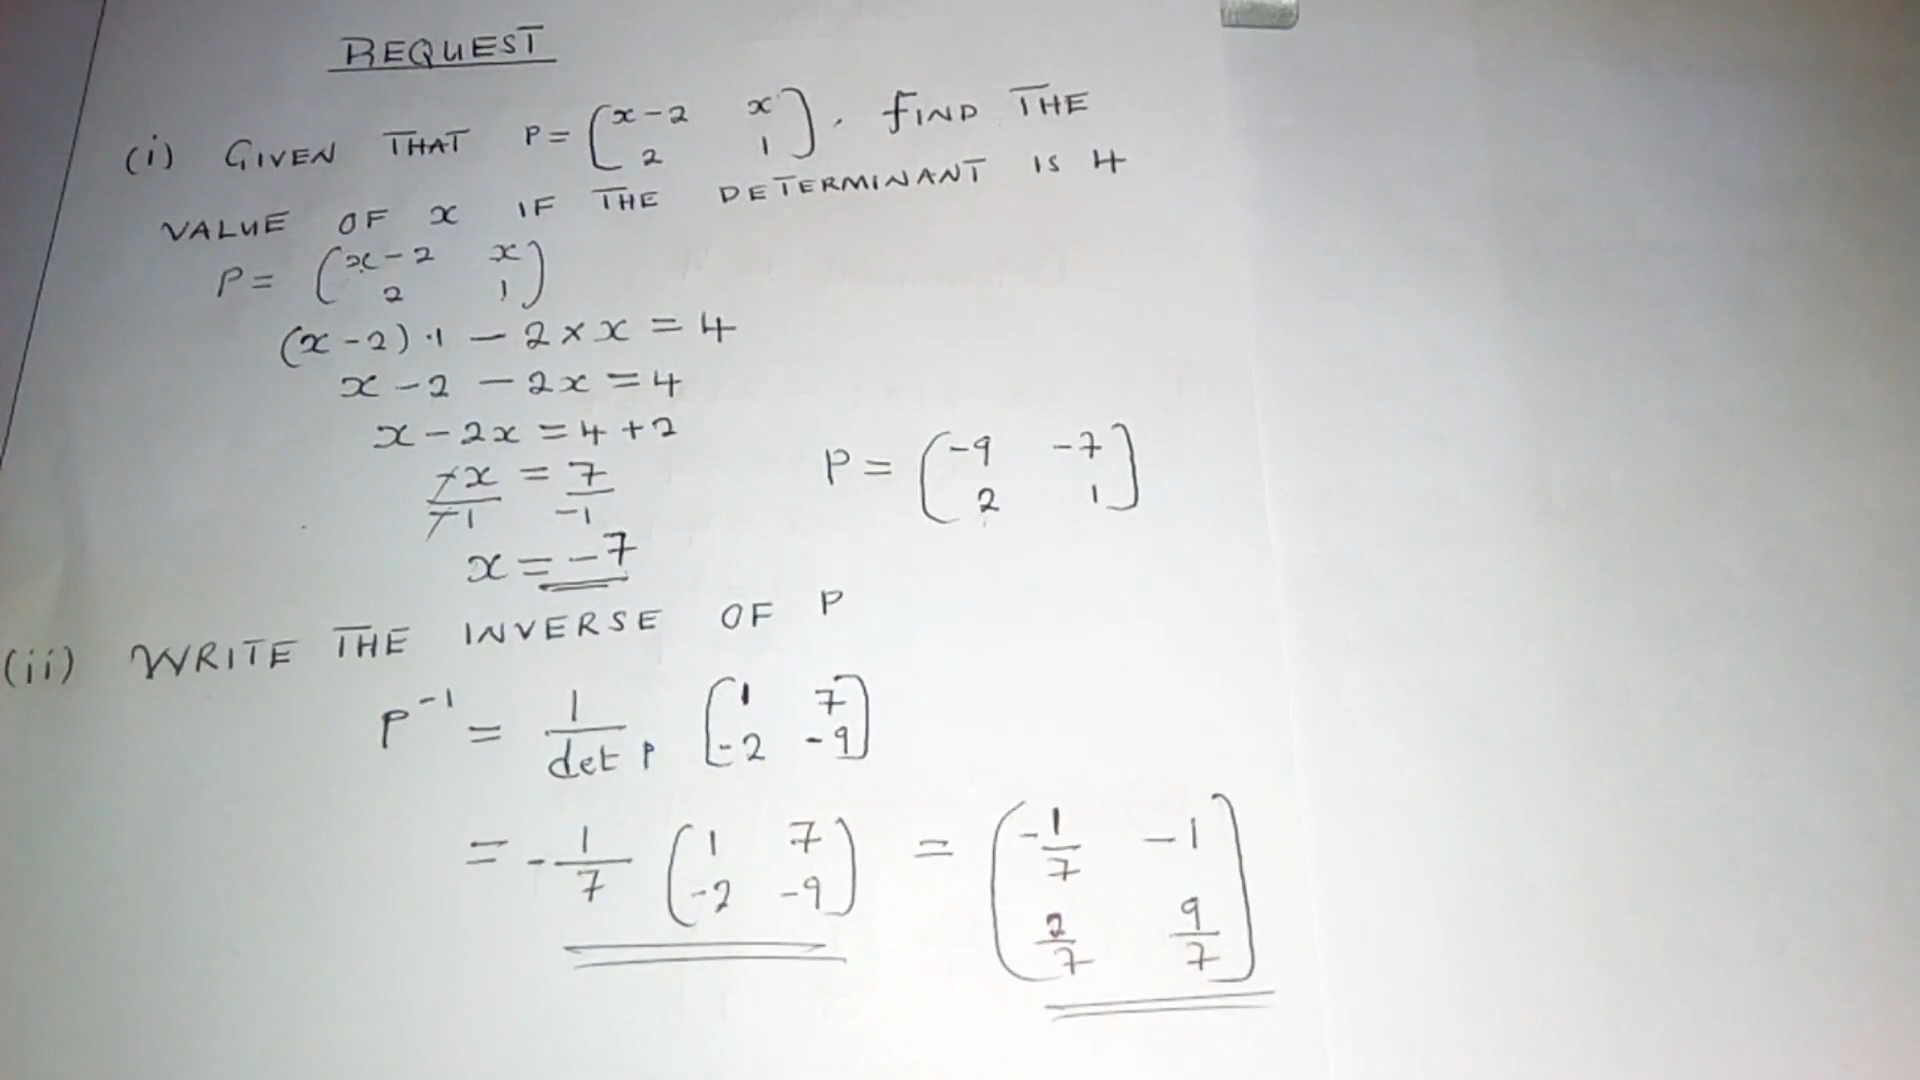 REQUEST
(i) GIVEN THAT P = (x-2 x
2 1), FIND THE
VALUE OF x IF THE DETERMINANT IS 4
P = (x-2 x
2 1)
(x-2)·1 - 2×x = 4
x - 2 - 2x = 4
x - 2x = 4 + 2
-x/-1 = 7/-1
x = -7
P = (-9 -7
2 1)
(ii) WRITE THE INVERSE OF P
P^-1 = 1/det P (1 7
-2 -9)
= -1/7 (1 7
-2 -9) = (-1/7 -1
2/7 9/7)